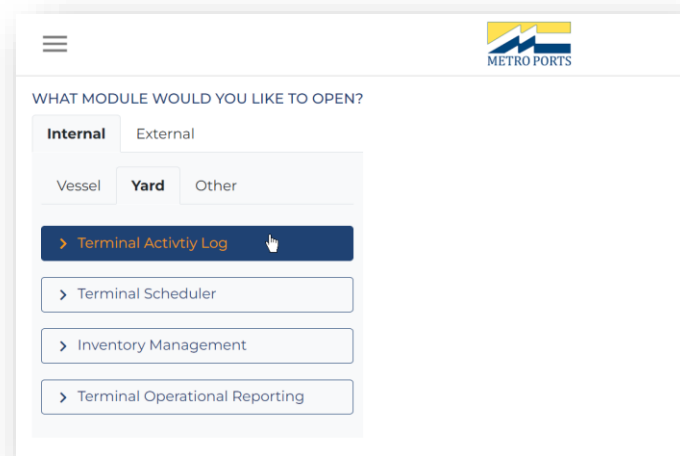 METRO PORTS
WHAT MODULE WOULD YOU LIKE TO OPEN?
Internal External
Vessel Yard Other
Terminal Activtiy Log
Terminal Scheduler
Inventory Management
Terminal Operational Reporting